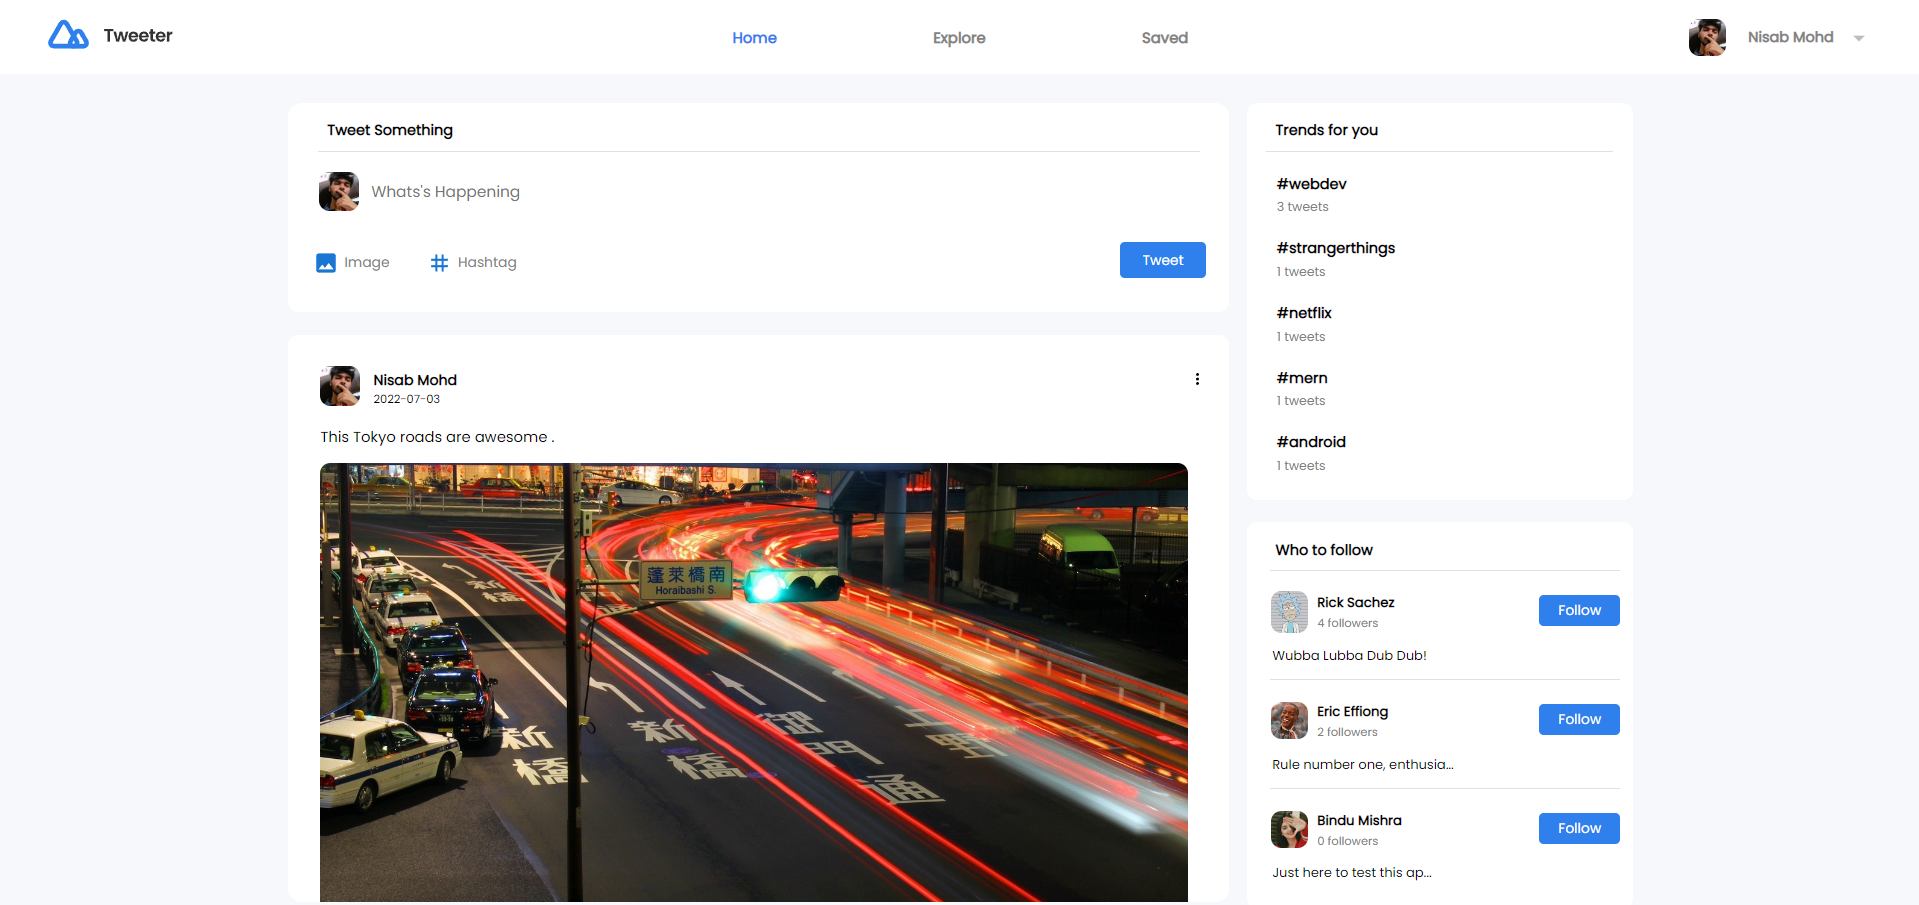 Tweeter
Home
Explore
Saved
Nisab Mohd
Tweet Something
Whats's Happening
Image
Hashtag
Tweet
Nisab Mohd
2022-07-03
This Tokyo roads are awesome .
蓬莱橋南
Horaibashi S.
新橋
新橋
御門通
Trends for you
#webdev
3 tweets
#strangerthings
1 tweets
#netflix
1 tweets
#mern
1 tweets
#android
1 tweets
Who to follow
Rick Sachez
4 followers
Follow
Wubba Lubba Dub Dub!
Eric Effiong
2 followers
Follow
Rule number one, enthusia...
Bindu Mishra
0 followers
Follow
Just here to test this ap...